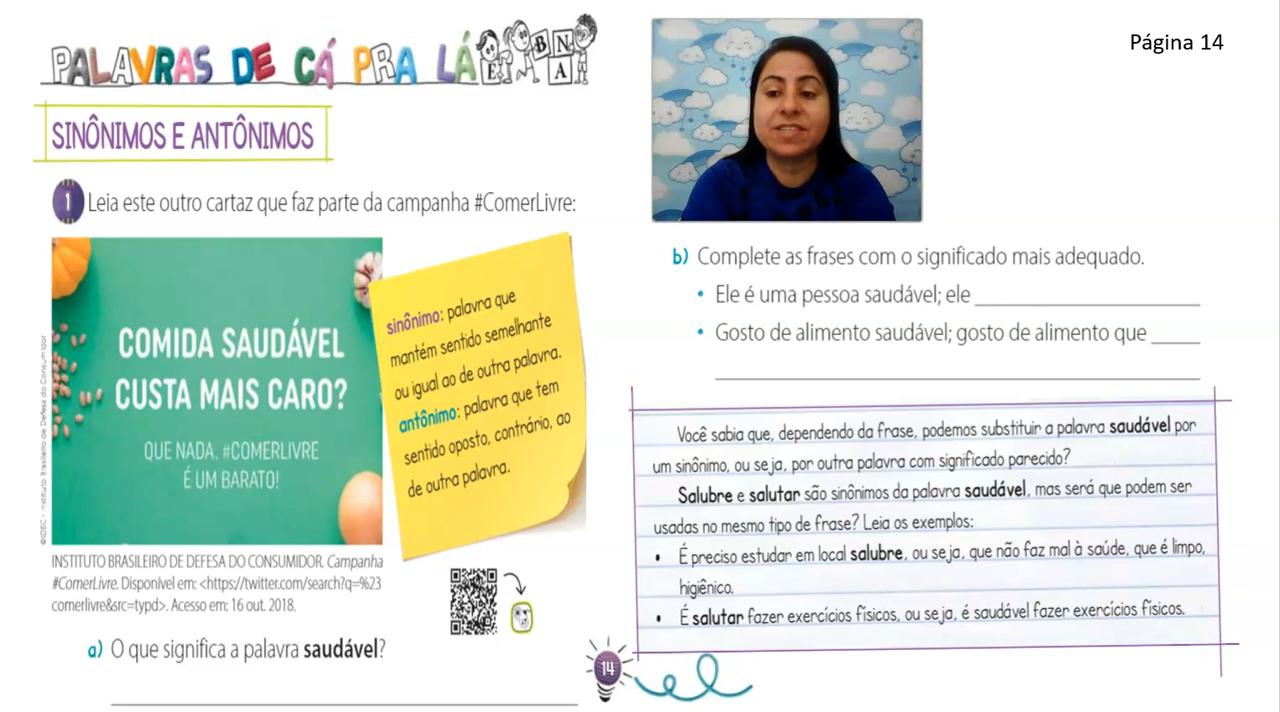 PALAVRAS DE CÁ PRA LÁ
E B N A
SINÔNIMOS E ANTÔNIMOS
1 Leia este outro cartaz que faz parte da campanha #ComerLivre:
COMIDA SAUDÁVEL
CUSTA MAIS CARO?
QUE NADA. #COMERLIVRE
É UM BARATO!
©IDEC - Instituto Brasileiro de Defesa do Consumidor
sinônimo: palavra que
mantém sentido semelhante
ou igual ao de outra palavra.
antônimo: palavra que tem
sentido oposto, contrário, ao
de outra palavra.
INSTITUTO BRASILEIRO DE DEFESA DO CONSUMIDOR. Campanha
#ComerLivre. Disponível em: <https://twitter.com/search?q=%23
comerlivre&src=typd>. Acesso em: 16 out. 2018.
a) O que significa a palavra saudável?
14
Página 14
b) Complete as frases com o significado mais adequado.
• Ele é uma pessoa saudável; ele
• Gosto de alimento saudável; gosto de alimento que
Você sabia que, dependendo da frase, podemos substituir a palavra saudável por
um sinônimo, ou seja, por outra palavra com significado parecido?
Salubre e salutar são sinônimos da palavra saudável, mas será que podem ser
usadas no mesmo tipo de frase? Leia os exemplos:
• É preciso estudar em local salubre, ou seja, que não faz mal à saúde, que é limpo,
higiênico.
• É salutar fazer exercícios físicos, ou seja, é saudável fazer exercícios físicos.